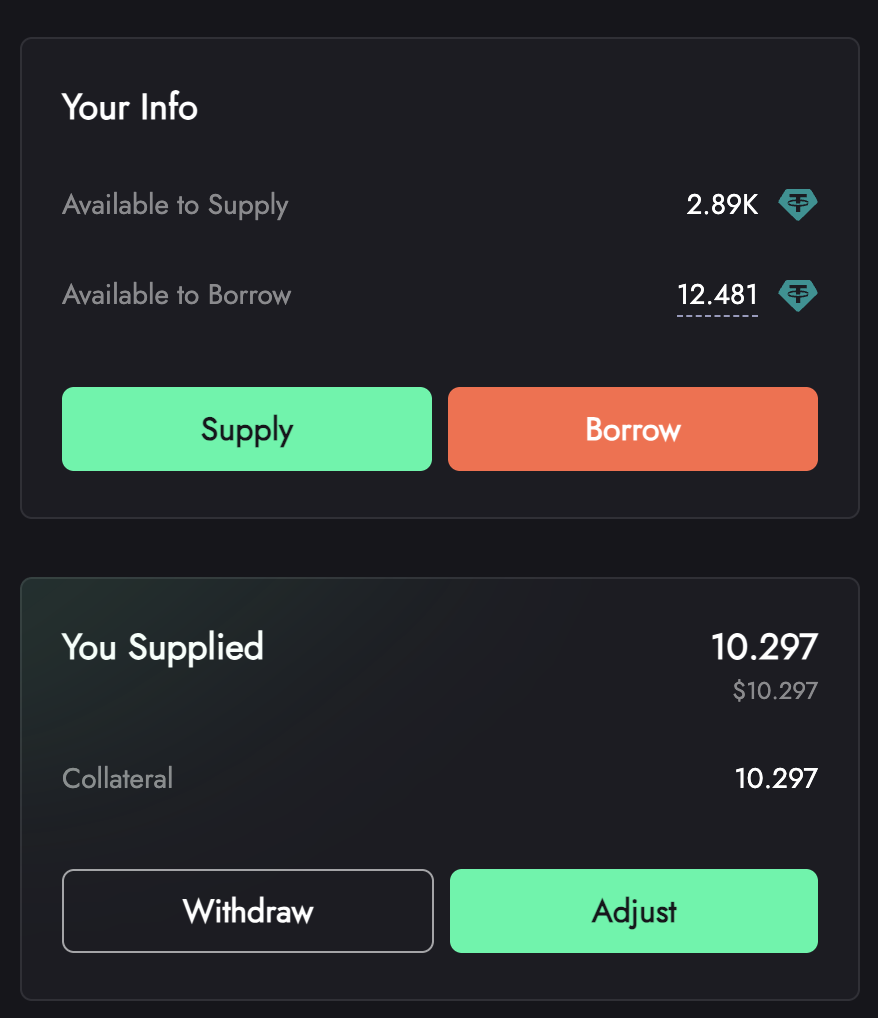 Your Info
Available to Supply 2.89K
Available to Borrow 12.481
Supply Borrow
You Supplied 10.297
$10.297
Collateral 10.297
Withdraw Adjust